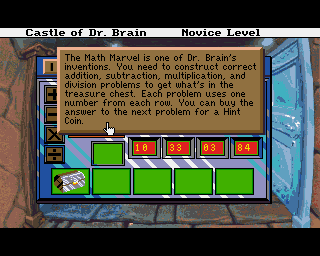 Castle of Dr. Brain Novice Level
The Math Marvel is one of Dr. Brain's
inventions. You need to construct correct
addition, subtraction, multiplication, and
division problems to get what's in the
treasure chest. Each problem uses one
number from each row. You can buy the
answer to the next problem for a Hint
Coin.
10 33 03 84